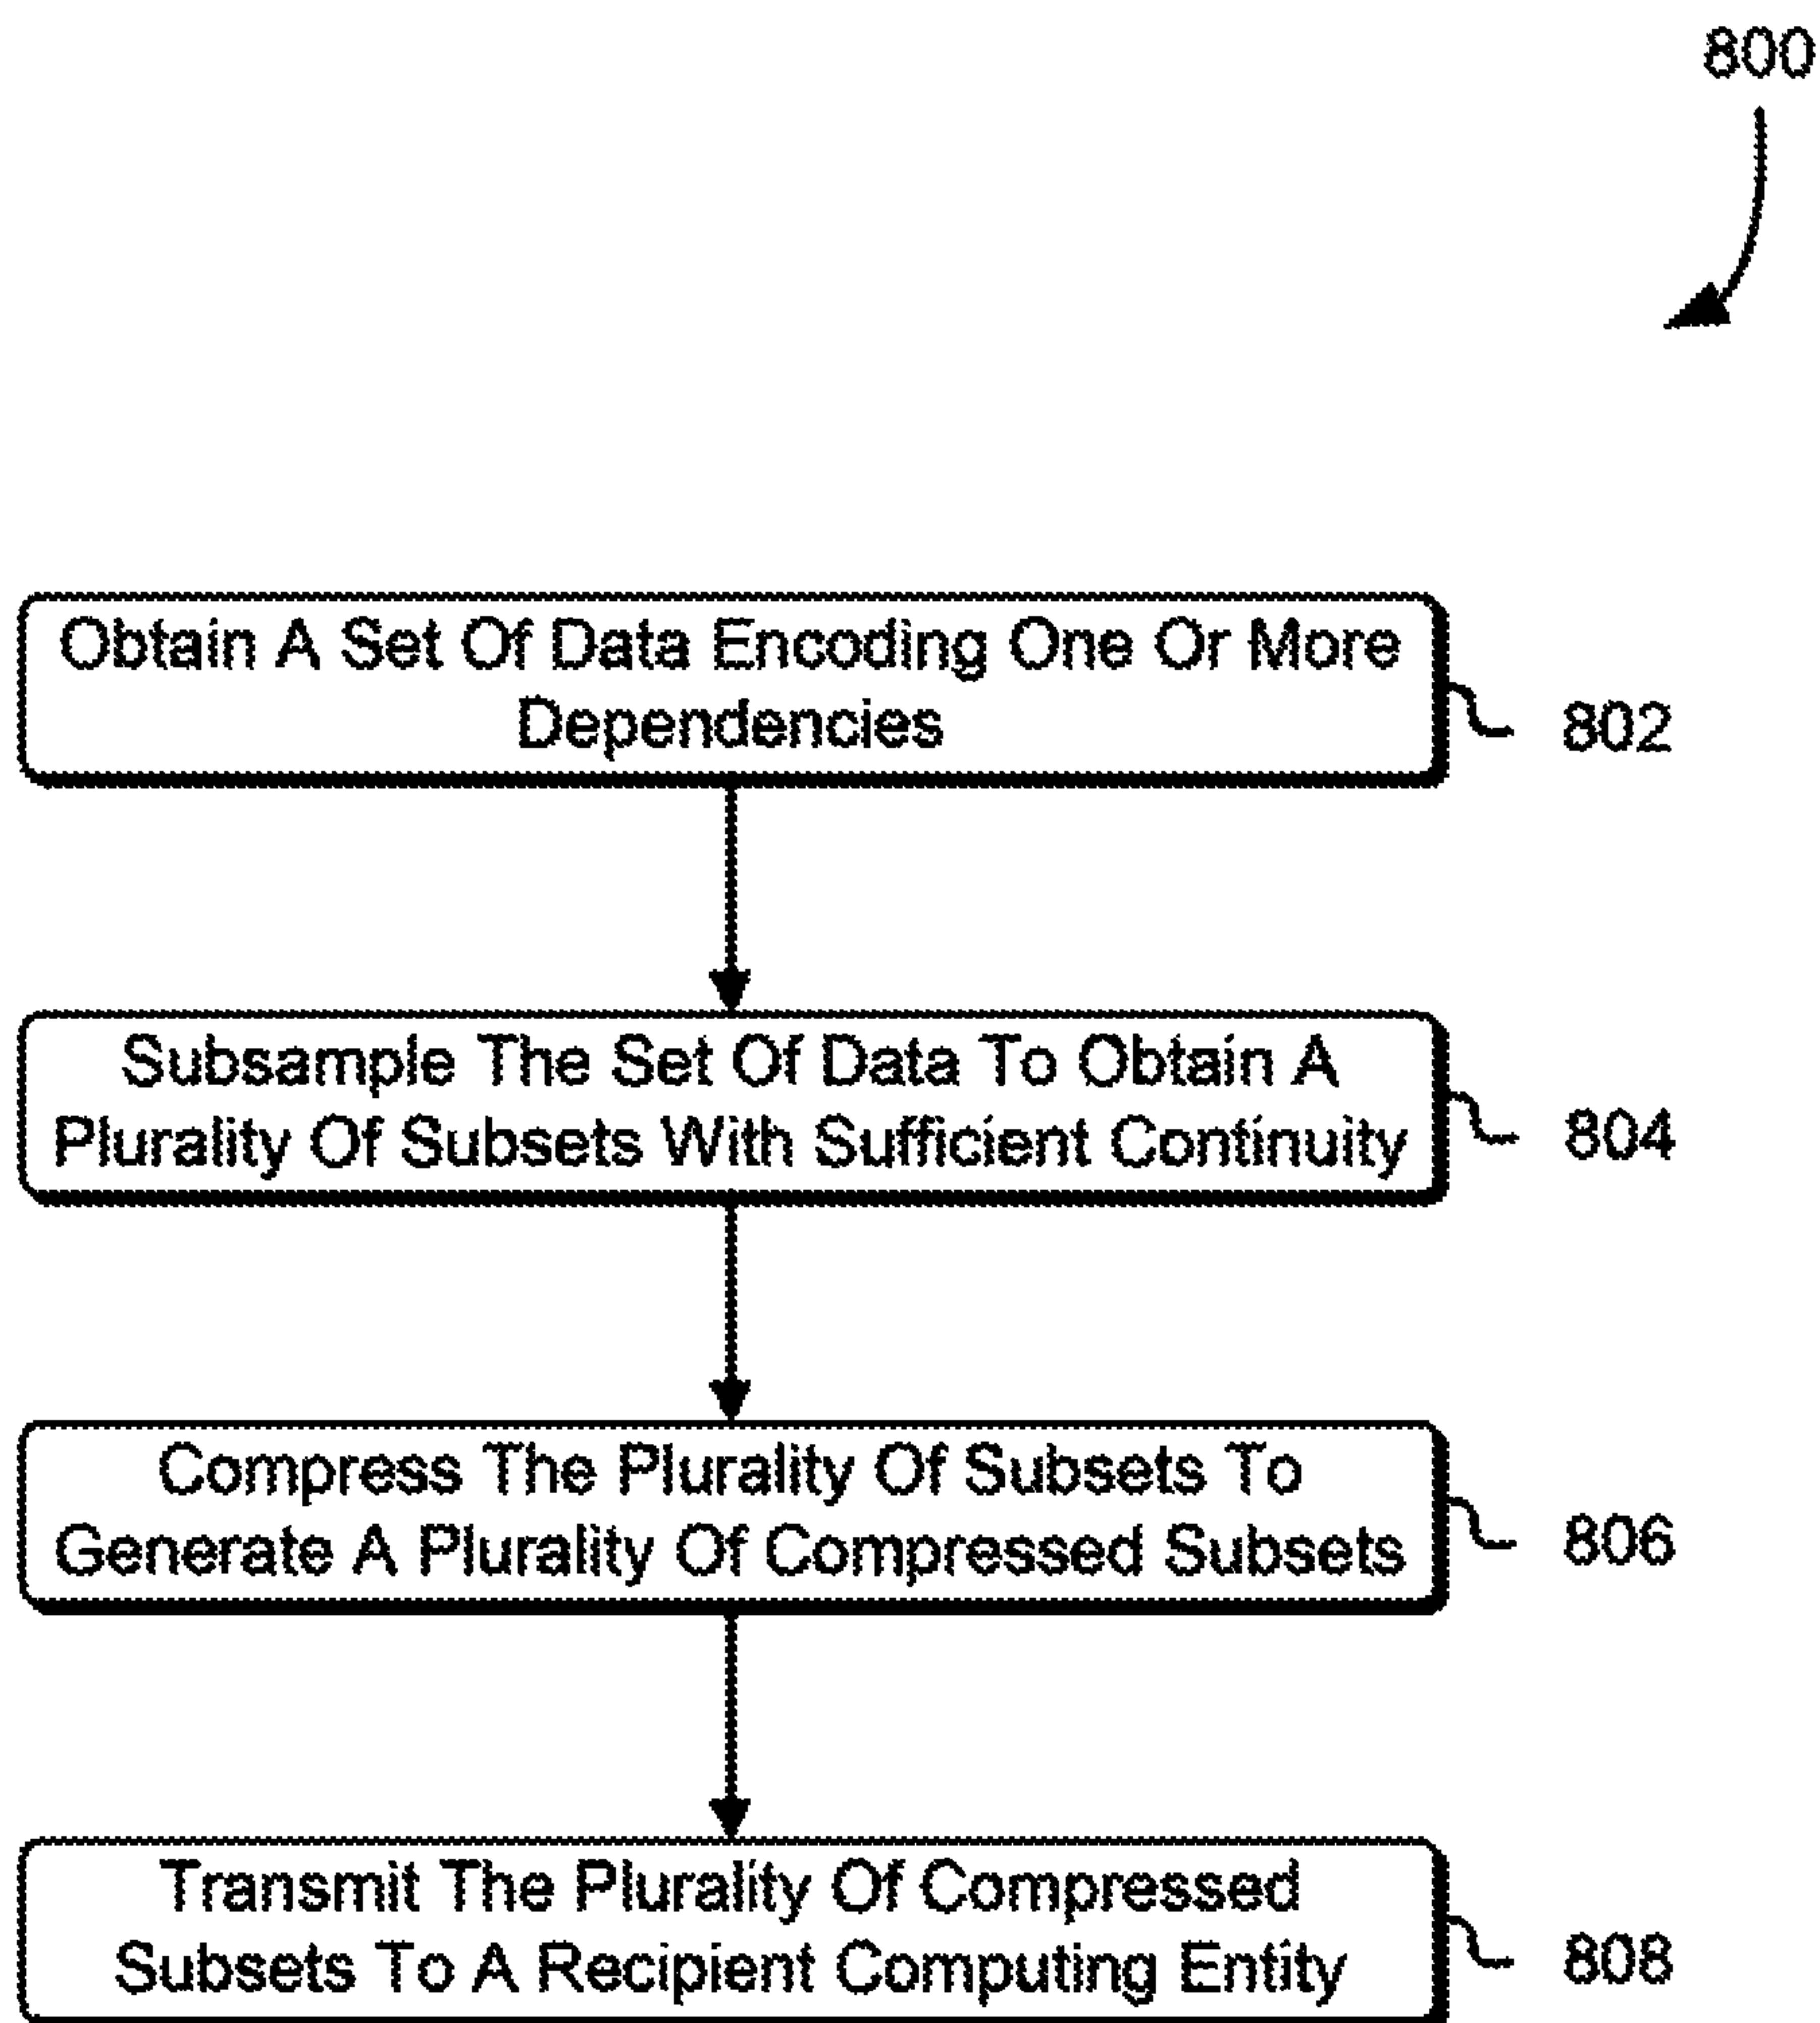 800
Obtain A Set Of Data Encoding One Or More
Dependencies
802
Subsample The Set Of Data To Obtain A
Plurality Of Subsets With Sufficient Continuity
804
Compress The Plurality Of Subsets To
Generate A Plurality Of Compressed Subsets
806
Transmit The Plurality Of Compressed
Subsets To A Recipient Computing Entity
808